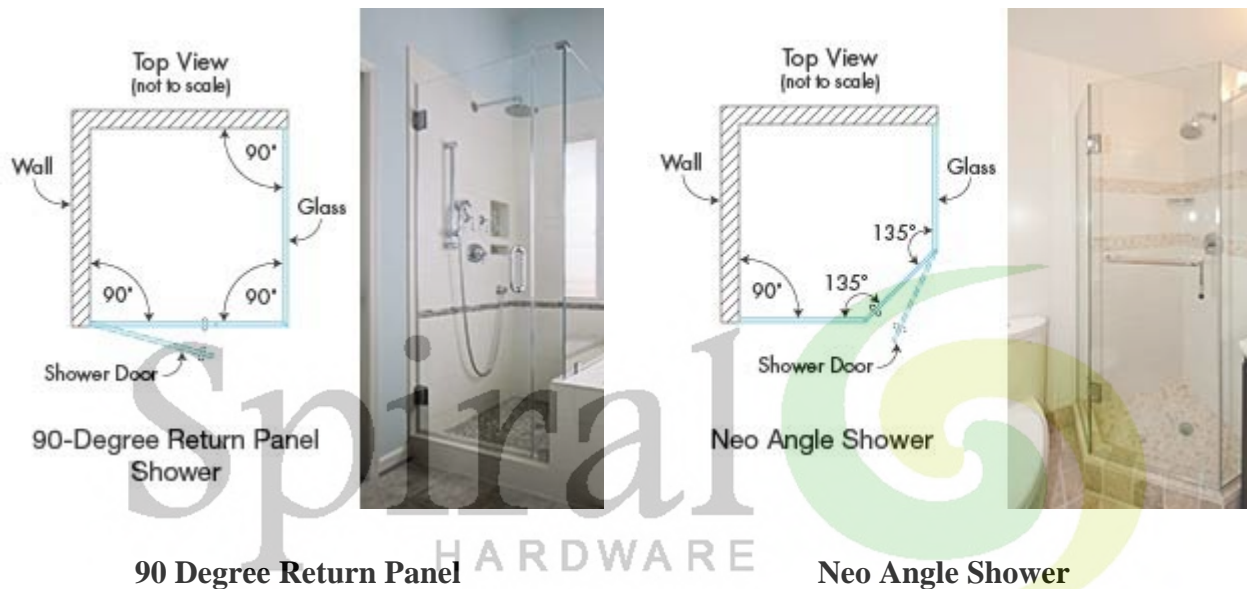 Top View
(not to scale)
90°
Wall
Glass
90°
90°
Shower Door
90-Degree Return Panel
Shower
Top View
(not to scale)
Wall
Glass
135°
135°
90°
Shower Door
Neo Angle Shower
Spiral
HARDWARE
90 Degree Return Panel
Neo Angle Shower